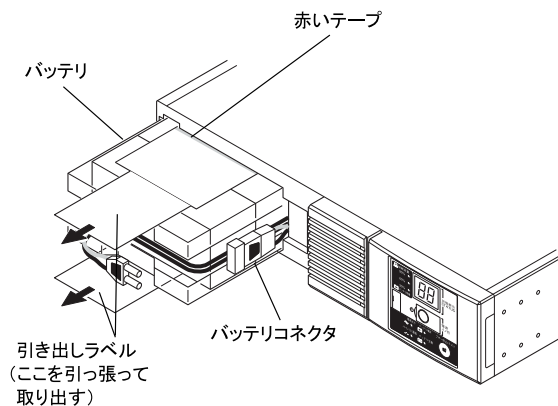 赤いテープ
バッテリ
バッテリコネクタ
引き出しラベル
（ここを引っ張って
取り出す）